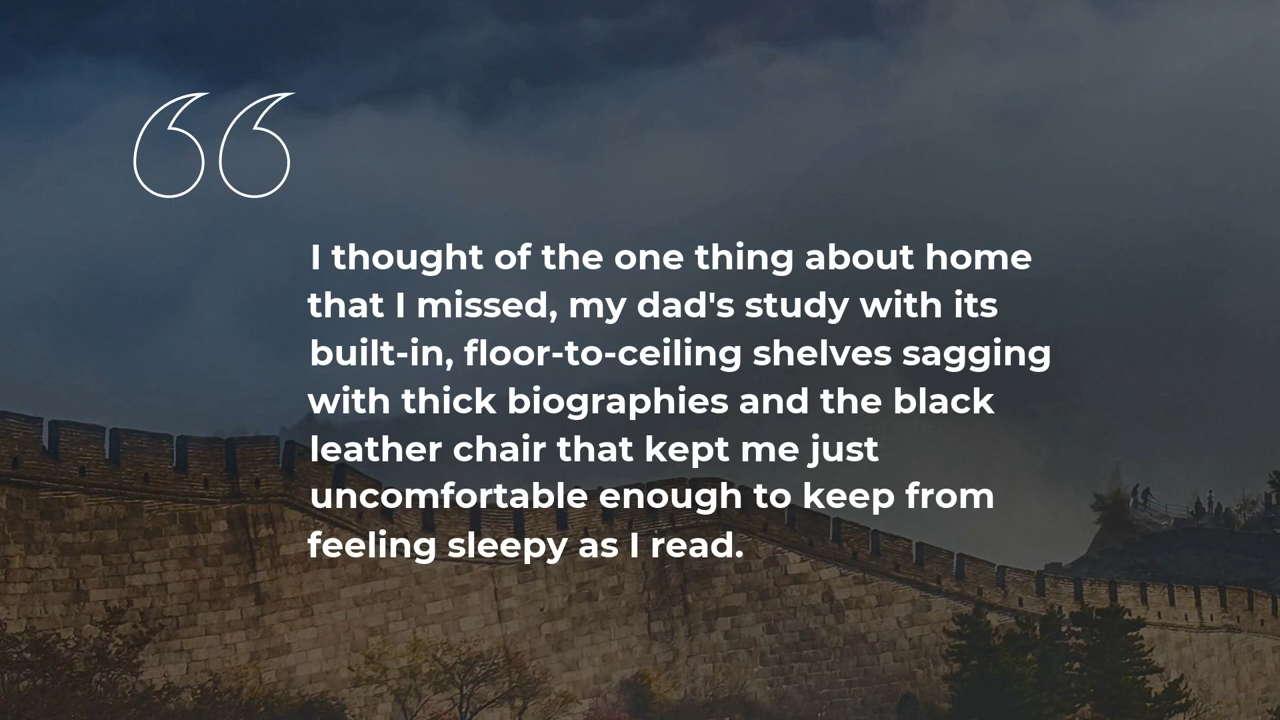 “
I thought of the one thing about home
that I missed, my dad's study with its
built-in, floor-to-ceiling shelves sagging
with thick biographies and the black
leather chair that kept me just
uncomfortable enough to keep from
feeling sleepy as I read.